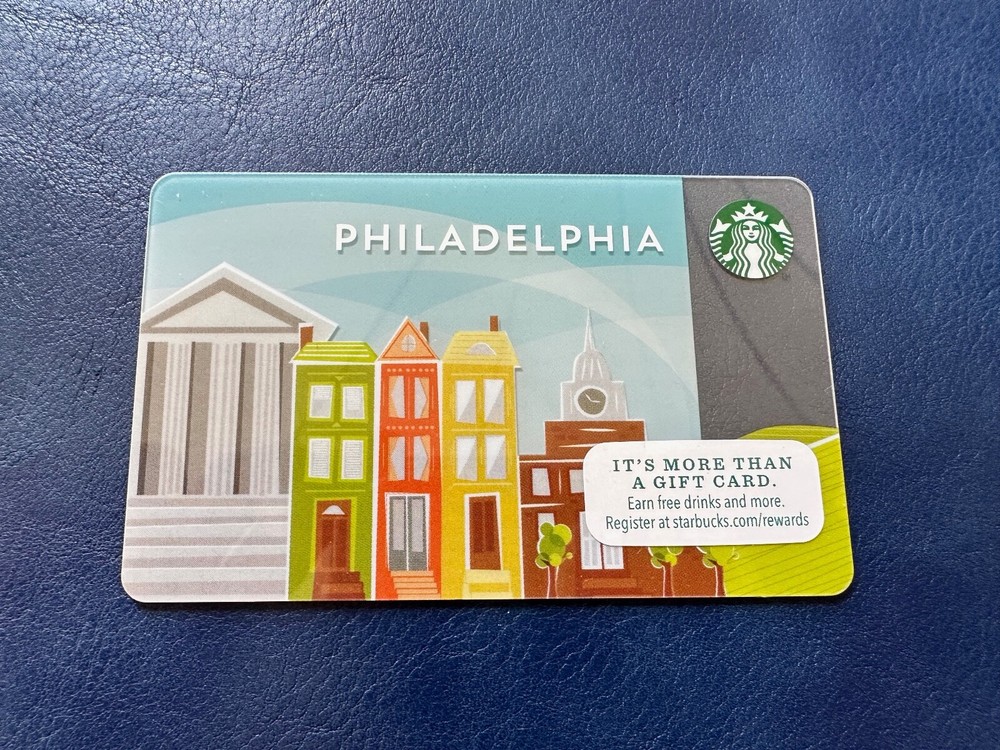 PHILADELPHIA
IT'S MORE THAN
A GIFT CARD.
Earn free drinks and more.
Register at starbucks.com/rewards